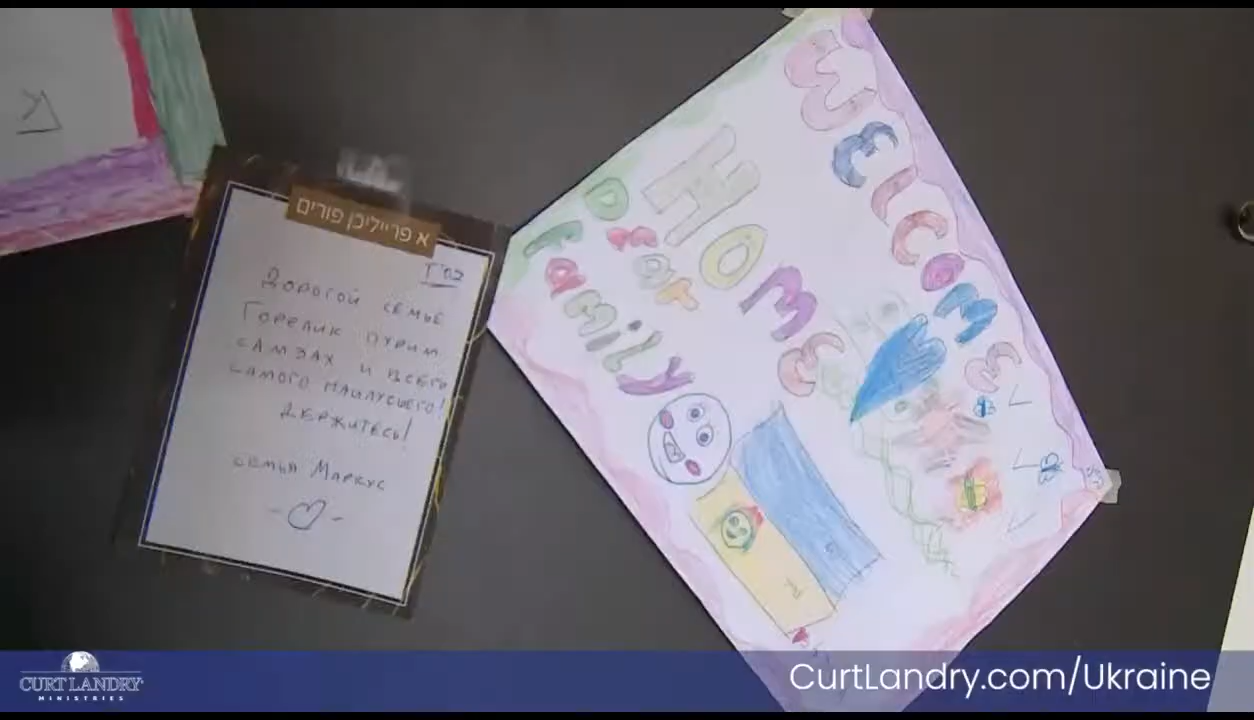 א פרייליכן פורים
בס"ד
ДОРОГОЙ СЕМЬЕ
ГОРЕЛИК ПУРИМ
САМЭАХ И ВСЕГО
САМОГО НАИЛУЧШЕГО!
ДЕРЖИТЕСЬ!
СЕМЬЯ МАРКУС
WElCOME
HOME
Dear
Family
CURT LANDRY
MINISTRIES
CurtLandry.com/Ukraine